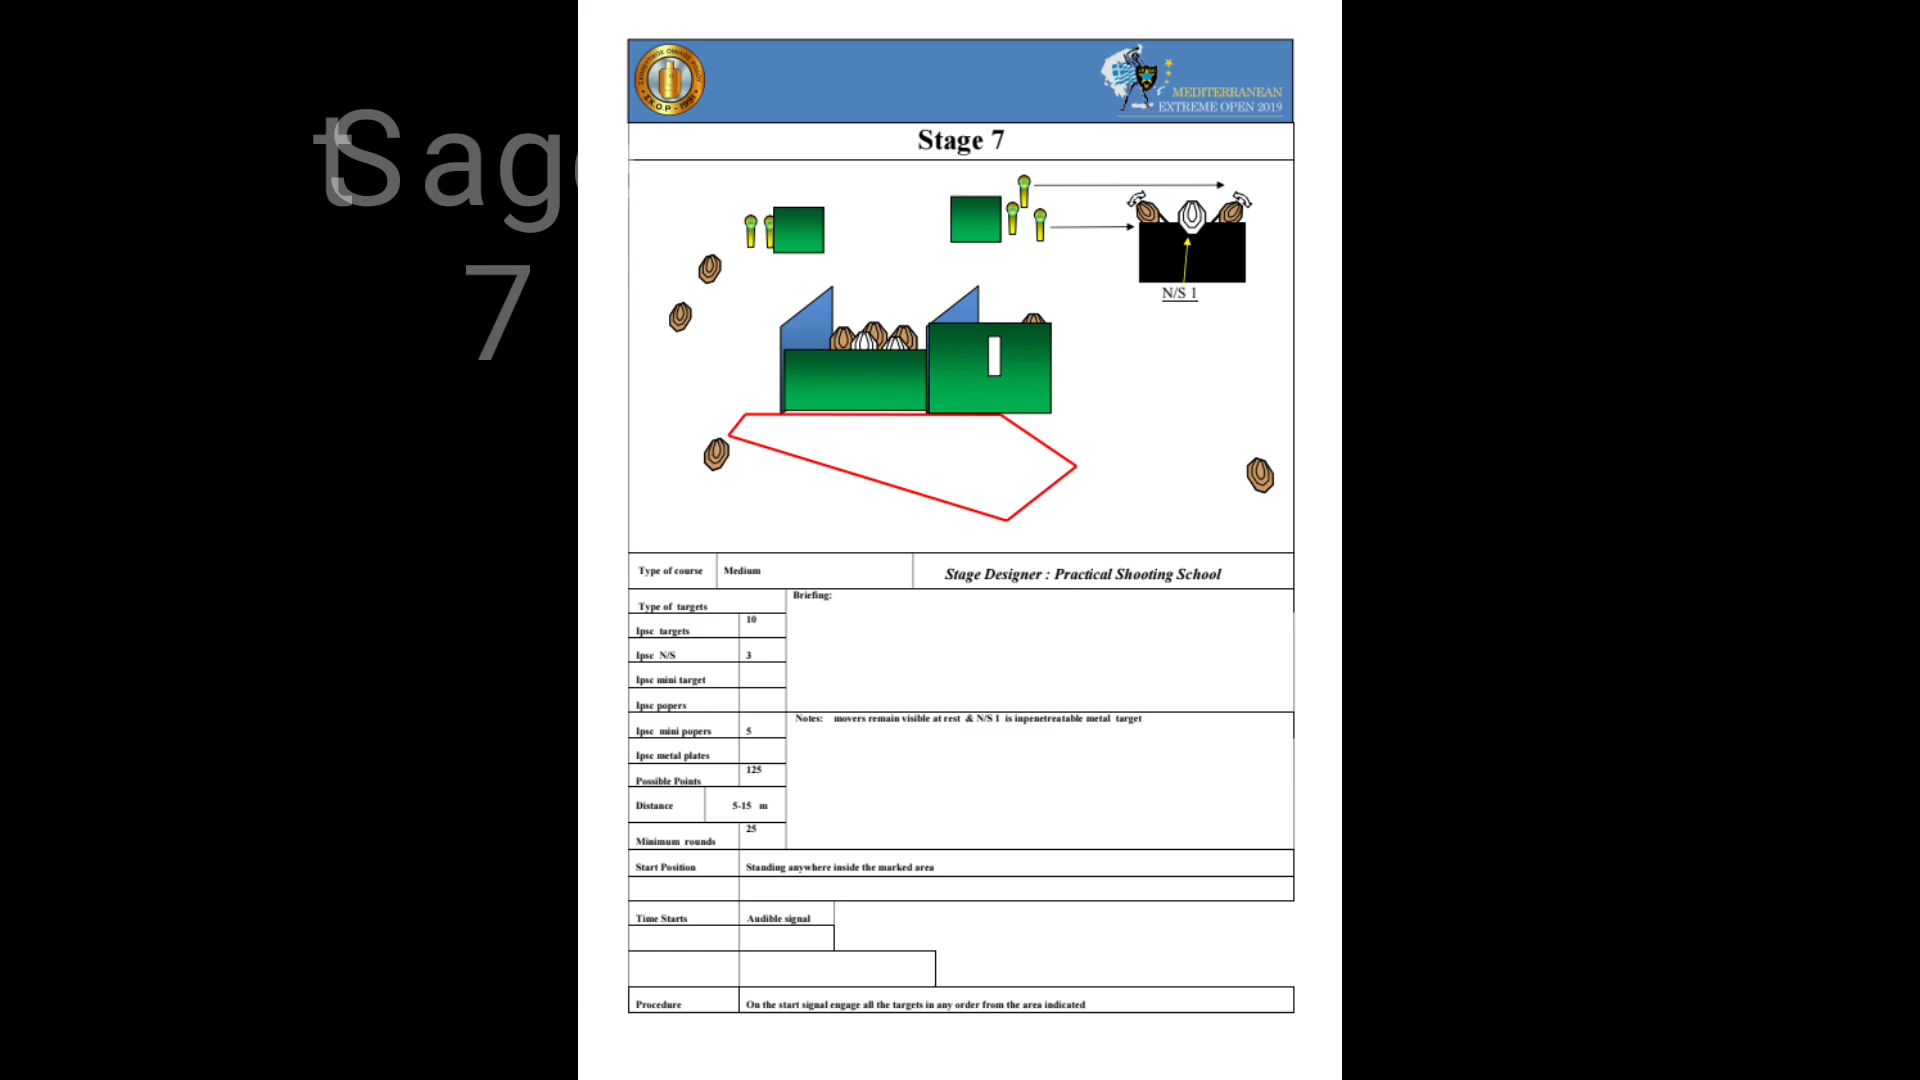 MEDITERRANEAN
EXTREME OPEN 2019
Σ.Κ.Ο.Ρ - 1991
Stage 7
7
N/S 1
Type of course
Medium
Stage Designer : Practical Shooting School
Type of targets
Briefing:
Ipsc targets
10
Ipsc N/S
3
Ipsc mini target
Ipsc popers
Notes: movers remain visible at rest & N/S 1 is inpenetreatable metal target
Ipsc mini popers
5
Ipsc metal plates
Possible Points
125
Distance
5-15 m
Minimum rounds
25
Start Position
Standing anywhere inside the marked area
Time Starts
Audible signal
Procedure
On the start signal engage all the targets in any order from the area indicated